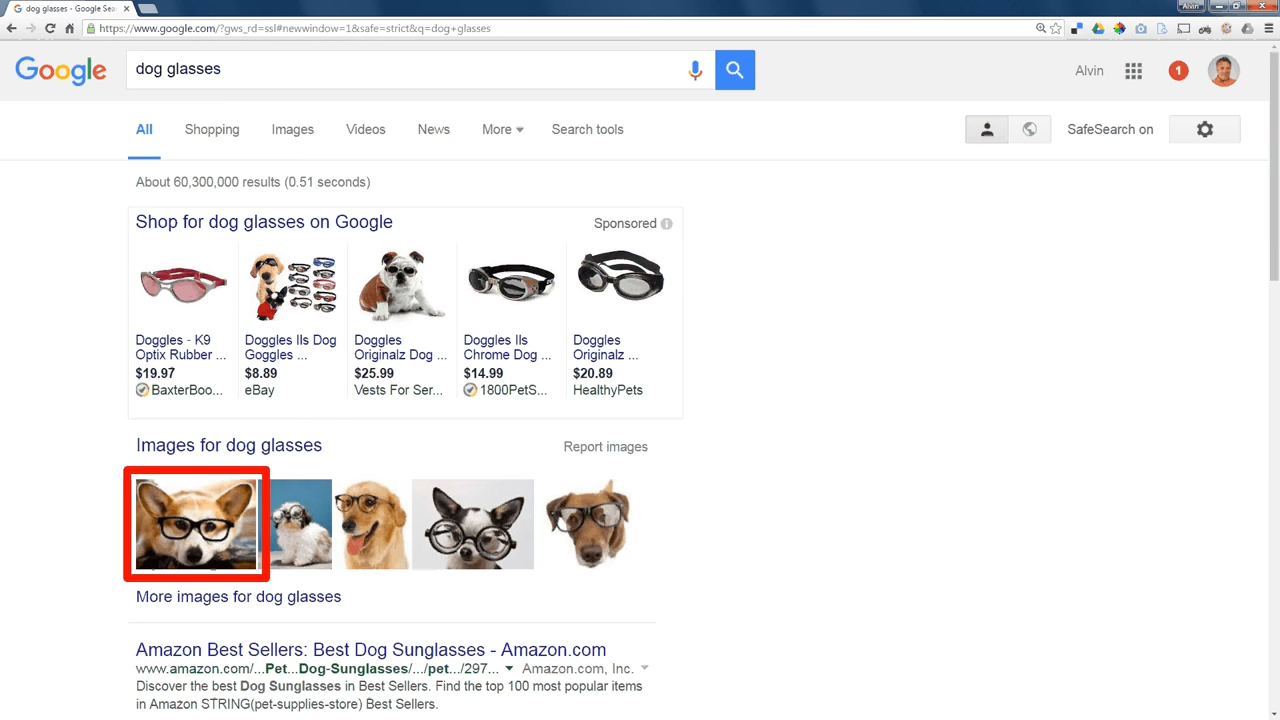 dog glasses - Google Sea
Alvin
https://www.google.com/?gws_rd=ssl#newwindow=1&safe=strict&q=dog+glasses
Google
dog glasses
Alvin
1
All Shopping Images Videos News More Search tools
SafeSearch on
About 60,300,000 results (0.51 seconds)
Shop for dog glasses on Google
Sponsored
Doggles - K9
Optix Rubber ...
$19.97
BaxterBoo...
Doggles Ils Dog
Goggles ...
$8.89
eBay
Doggles
Originalz Dog ...
$25.99
Vests For Ser...
Doggles Ils
Chrome Dog ...
$14.99
1800PetS...
Doggles
Originalz ...
$20.89
HealthyPets
Images for dog glasses
Report images
More images for dog glasses
Amazon Best Sellers: Best Dog Sunglasses - Amazon.com
www.amazon.com/...Pet...Dog-Sunglasses/.../pet.../297... Amazon.com, Inc.
Discover the best Dog Sunglasses in Best Sellers. Find the top 100 most popular items
in Amazon STRING(pet-supplies-store) Best Sellers.